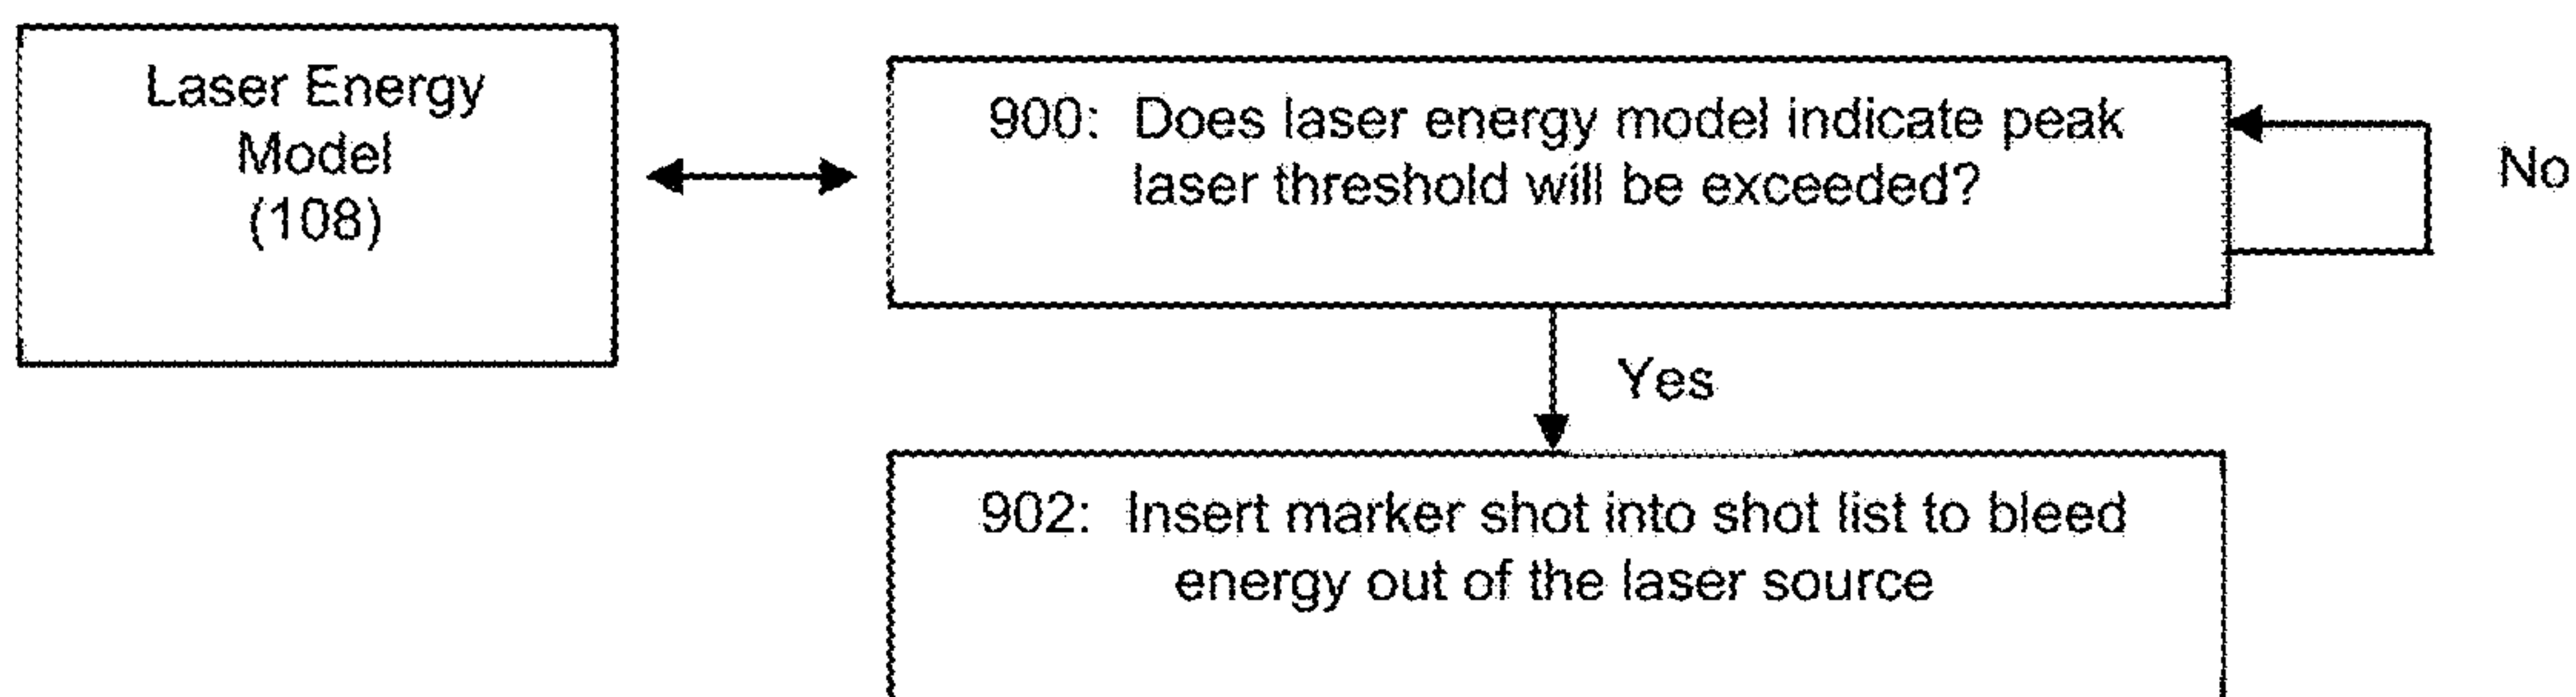 Laser Energy
Model
(108)
900: Does laser energy model indicate peak
laser threshold will be exceeded?
No
Yes
902: Insert marker shot into shot list to bleed
energy out of the laser source